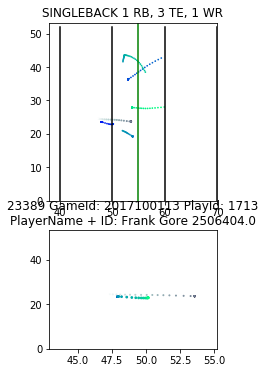 SINGLEBACK 1 RB, 3 TE, 1 WR
50
40
30
20
10
0
40 50 60 70
23389 GameId: 2017100113 PlayId: 1713
PlayerName + ID: Frank Gore 2506404.0
40
20
0
45.0 47.5 50.0 52.5 55.0